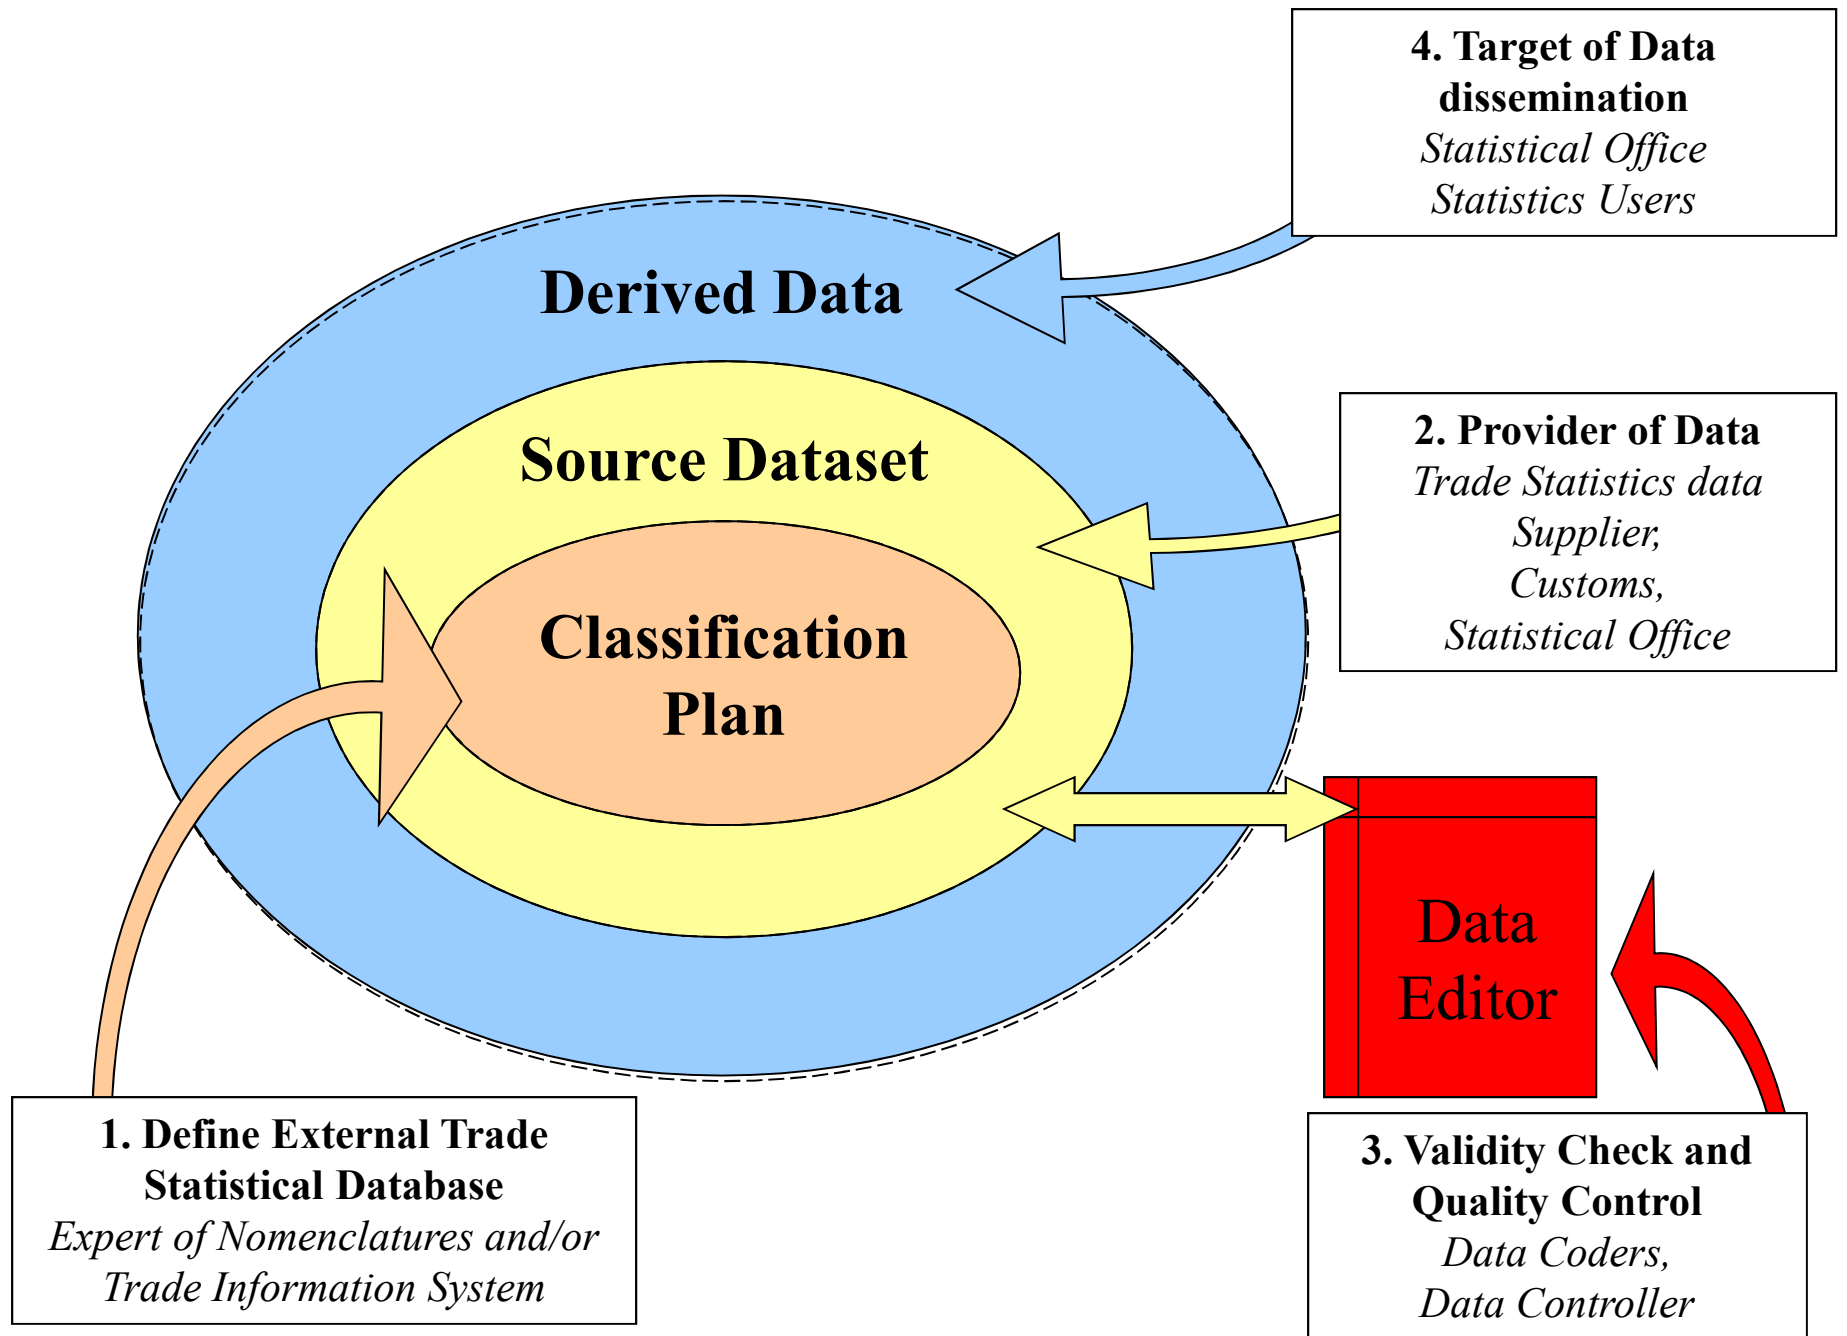 4. Target of Data
dissemination
Statistical Office
Statistics Users
Derived Data
Source Dataset
2. Provider of Data
Trade Statistics data
Supplier,
Customs,
Statistical Office
Classification
Plan
Data
Editor
1. Define External Trade
Statistical Database
Expert of Nomenclatures and/or
Trade Information System
3. Validity Check and
Quality Control
Data Coders,
Data Controller